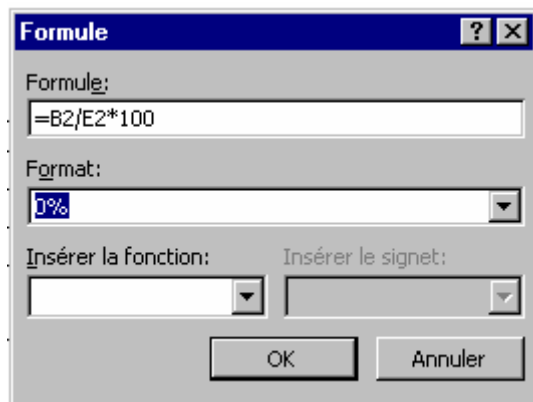 Formule
Formule:
=B2/E2*100
Format:
0%
Insérer la fonction: Insérer le signet:
OK Annuler